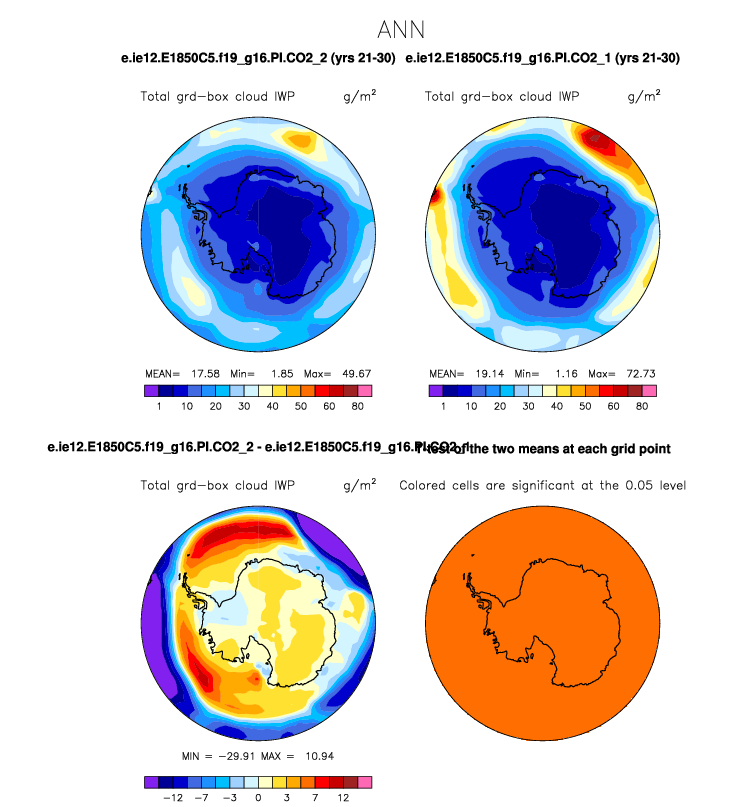 ANN
e.ie12.E1850C5.f19_g16.PI.CO2_2 (yrs 21-30) e.ie12.E1850C5.f19_g16.PI.CO2_1 (yrs 21-30)
Total grd-box cloud IWP g/m²
Total grd-box cloud IWP g/m²
MEAN= 17.58 Min= 1.85 Max= 49.67
1 10 20 30 40 50 60 80
MEAN= 19.14 Min= 1.16 Max= 72.73
1 10 20 30 40 50 60 80
e.ie12.E1850C5.f19_g16.PI.CO2_2 - e.ie12.E1850C5.f19_g16.PI.CO2_1
T-test of the two means at each grid point
Total grd-box cloud IWP g/m²
Colored cells are significant at the 0.05 level
MIN = -29.91 MAX = 10.94
-12 -7 -3 0 3 7 12